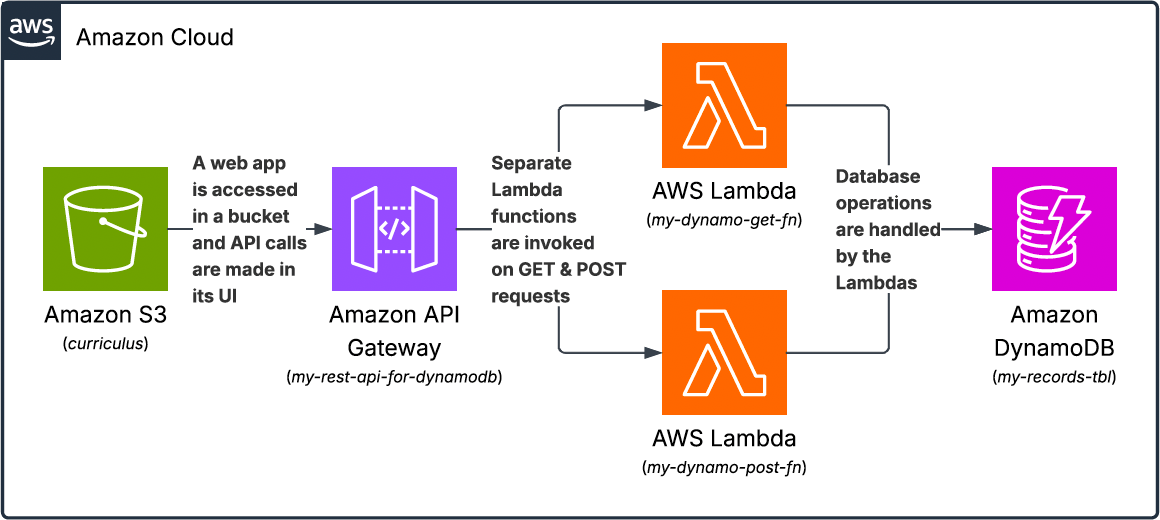 aws
Amazon Cloud
A web app
is accessed
in a bucket
and API calls
are made in
its UI
Amazon S3
(curriculus)
Amazon API
Gateway
(my-rest-api-for-dynamodb)
Separate
Lambda
functions
are invoked
on GET & POST
requests
</>
AWS Lambda
(my-dynamo-get-fn)
AWS Lambda
(my-dynamo-post-fn)
Database
operations
are handled
by the
Lambdas
Amazon
DynamoDB
(my-records-tbl)